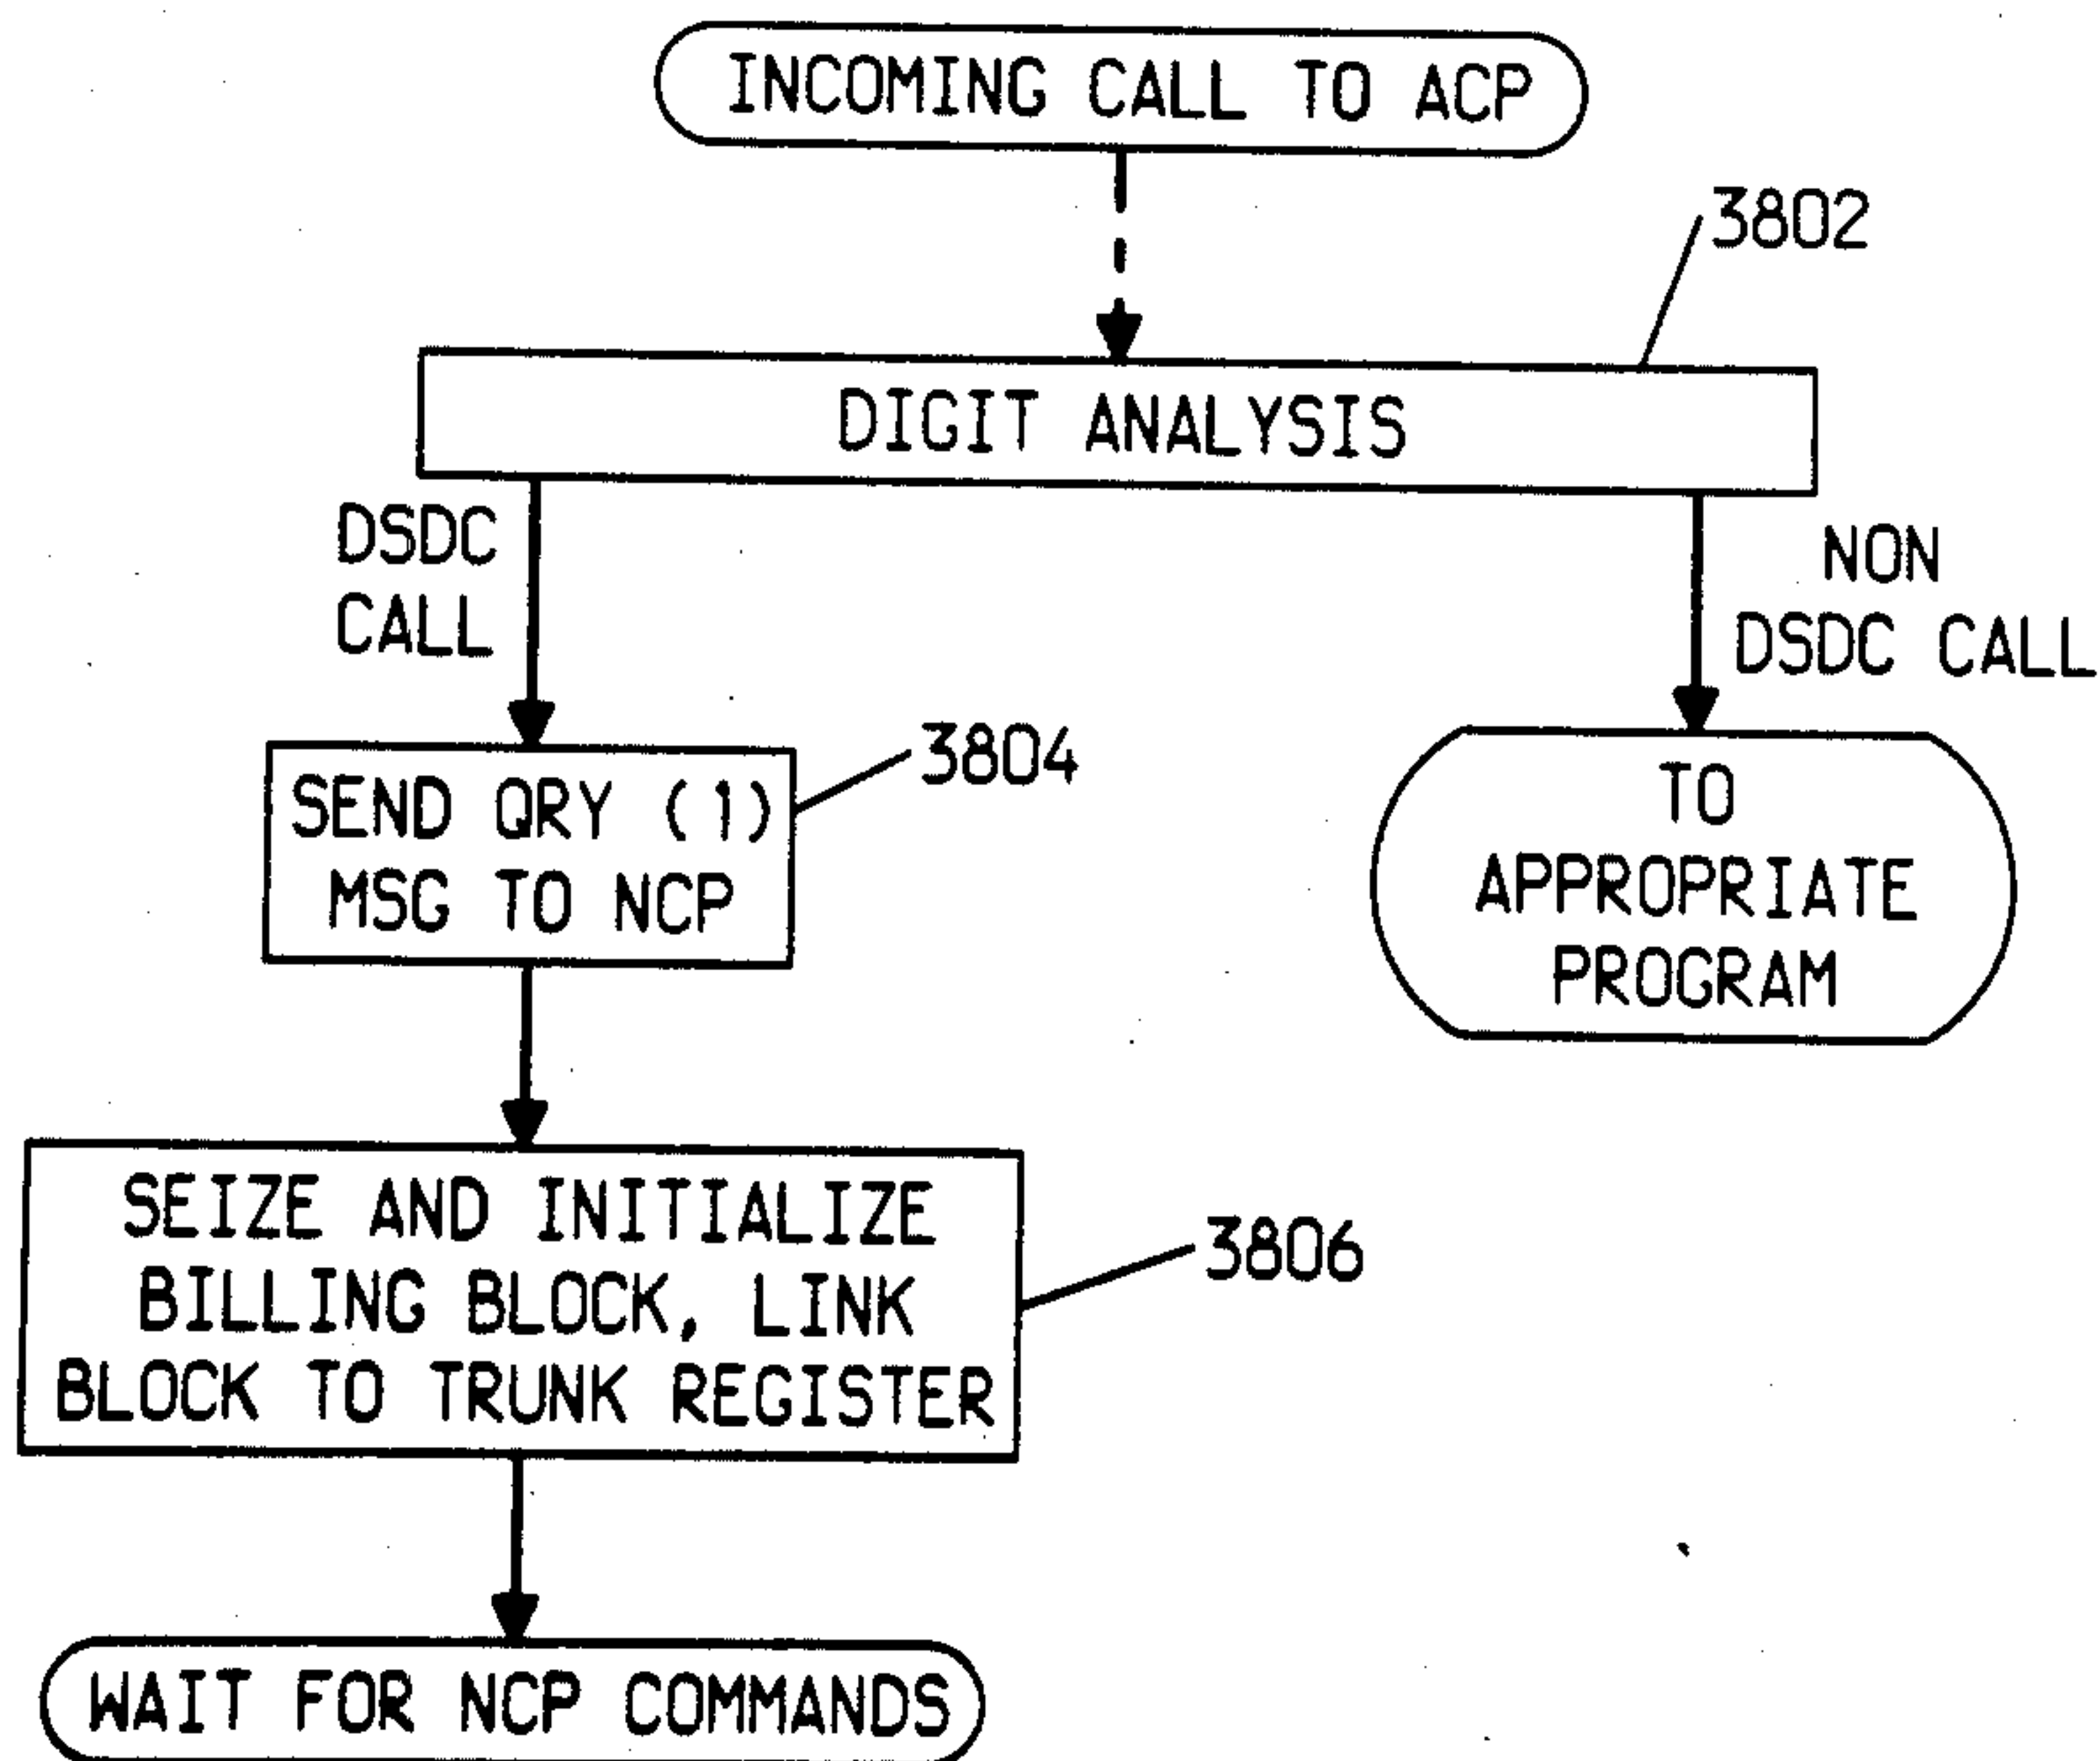 INCOMING CALL TO ACP
3802
DIGIT ANALYSIS
DSDC
CALL
NON
DSDC CALL
SEND QRY (1)
MSG TO NCP
3804
TO
APPROPRIATE
PROGRAM
SEIZE AND INITIALIZE
BILLING BLOCK, LINK
BLOCK TO TRUNK REGISTER
3806
WAIT FOR NCP COMMANDS